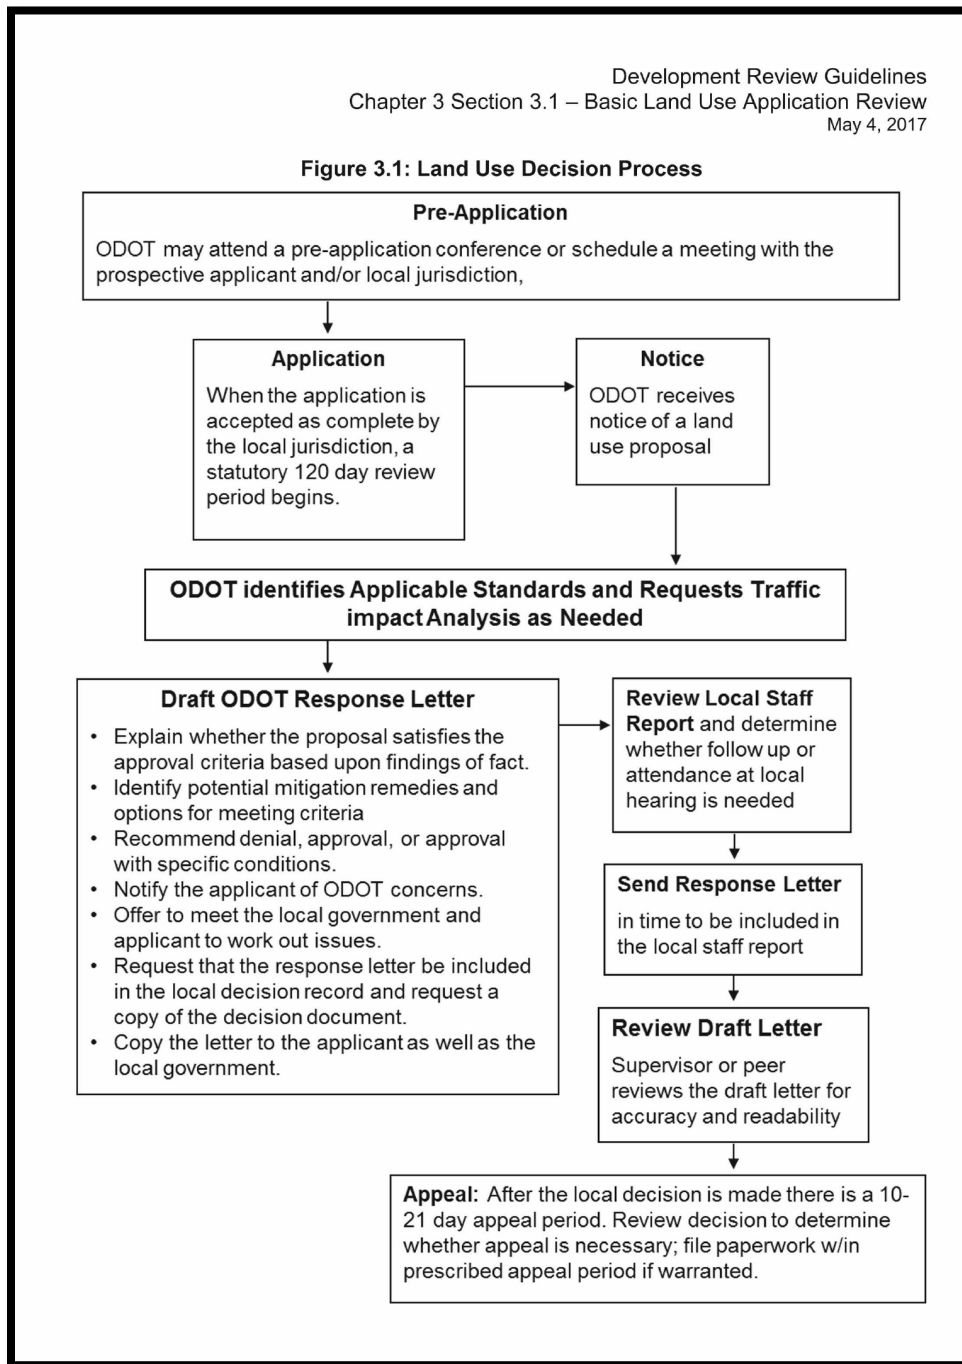 Development Review Guidelines
Chapter 3 Section 3.1 – Basic Land Use Application Review
May 4, 2017
Figure 3.1: Land Use Decision Process
Pre-Application
ODOT may attend a pre-application conference or schedule a meeting with the
prospective applicant and/or local jurisdiction,
Application
When the application is
accepted as complete by
the local jurisdiction, a
statutory 120 day review
period begins.
Notice
ODOT receives
notice of a land
use proposal
ODOT identifies Applicable Standards and Requests Traffic
impact Analysis as Needed
Draft ODOT Response Letter
• Explain whether the proposal satisfies the
approval criteria based upon findings of fact.
• Identify potential mitigation remedies and
options for meeting criteria
• Recommend denial, approval, or approval
with specific conditions.
• Notify the applicant of ODOT concerns.
• Offer to meet the local government and
applicant to work out issues.
• Request that the response letter be included
in the local decision record and request a
copy of the decision document.
• Copy the letter to the applicant as well as the
local government.
Review Local Staff
Report and determine
whether follow up or
attendance at local
hearing is needed
Send Response Letter
in time to be included in
the local staff report
Review Draft Letter
Supervisor or peer
reviews the draft letter for
accuracy and readability
Appeal: After the local decision is made there is a 10-
21 day appeal period. Review decision to determine
whether appeal is necessary; file paperwork w/in
prescribed appeal period if warranted.